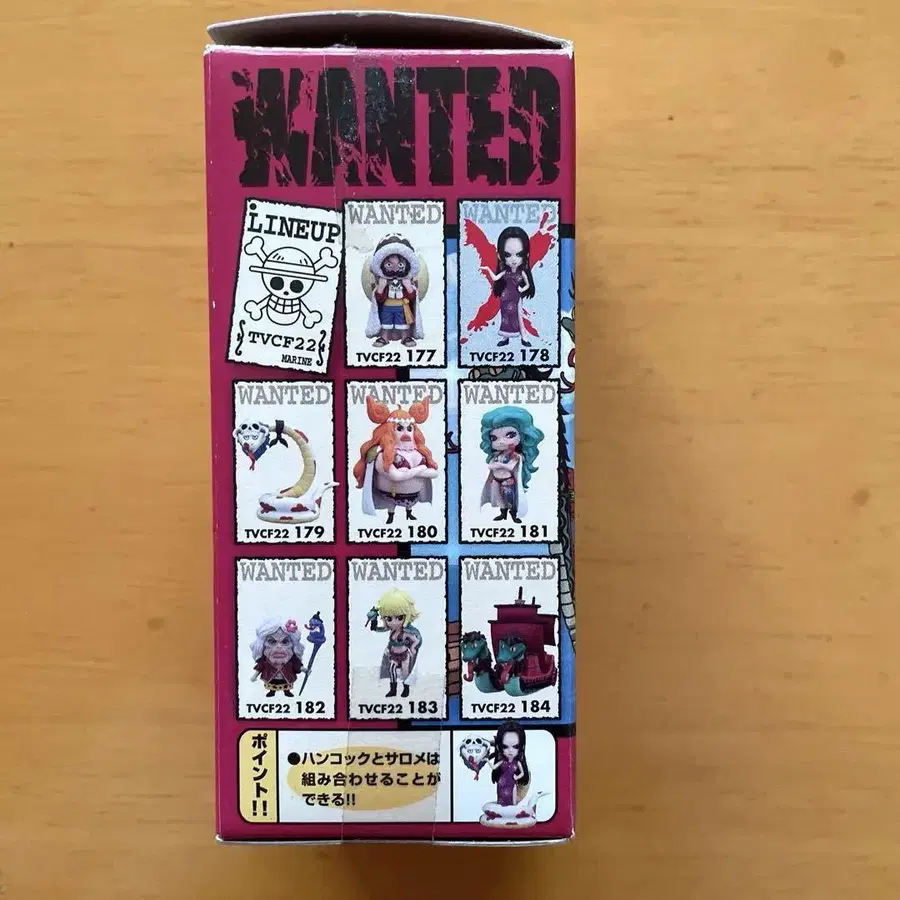 WANTED
LINEUP
TVCF22
MARINE
WANTED
TVCF22 177
WANTED
TVCF22 178
WANTED
TVCF22 179
WANTED
TVCF22 180
WANTED
TVCF22 181
WANTED
TVCF22 182
WANTED
TVCF22 183
WANTED
TVCF22 184
ポイント!!
●ハンコックとサロメは
組み合わせることが
できる!!